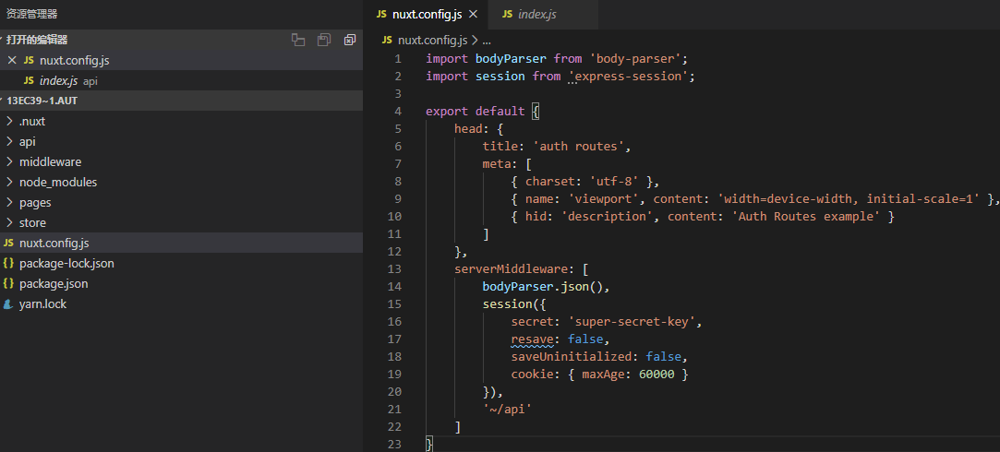 资源管理器
打开的编辑器
JS nuxt.config.js
JS index.js api
13EC39~1.AUT
.nuxt
api
middleware
node_modules
pages
store
JS nuxt.config.js
{} package-lock.json
{} package.json
yarn.lock
JS nuxt.config.js
JS index.js
JS nuxt.config.js > ...
1 import bodyParser from 'body-parser';
2 import session from 'express-session';
3
4 export default {
5 head: {
6 title: 'auth routes',
7 meta: [
8 { charset: 'utf-8' },
9 { name: 'viewport', content: 'width=device-width, initial-scale=1' },
10 { hid: 'description', content: 'Auth Routes example' }
11 ]
12 },
13 serverMiddleware: [
14 bodyParser.json(),
15 session({
16 secret: 'super-secret-key',
17 resave: false,
18 saveUninitialized: false,
19 cookie: { maxAge: 60000 }
20 }),
21 '~/api'
22 ]
23 }